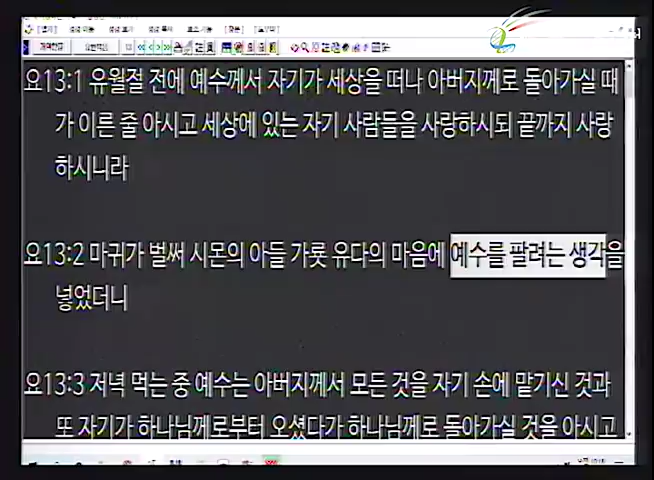 요13:1 유월절 전에 예수께서 자기가 세상을 떠나 아버지께로 돌아가실 때
가 이른 줄 아시고 세상에 있는 자기 사람들을 사랑하시되 끝까지 사랑
하시니라
요13:2 마귀가 벌써 시몬의 아들 가룟 유다의 마음에 예수를 팔려는 생각을
넣었더니
요13:3 저녁 먹는 중 예수는 아버지께서 모든 것을 자기 손에 맡기신 것과
또 자기가 하나님께로부터 오셨다가 하나님께로 돌아가실 것을 아시고